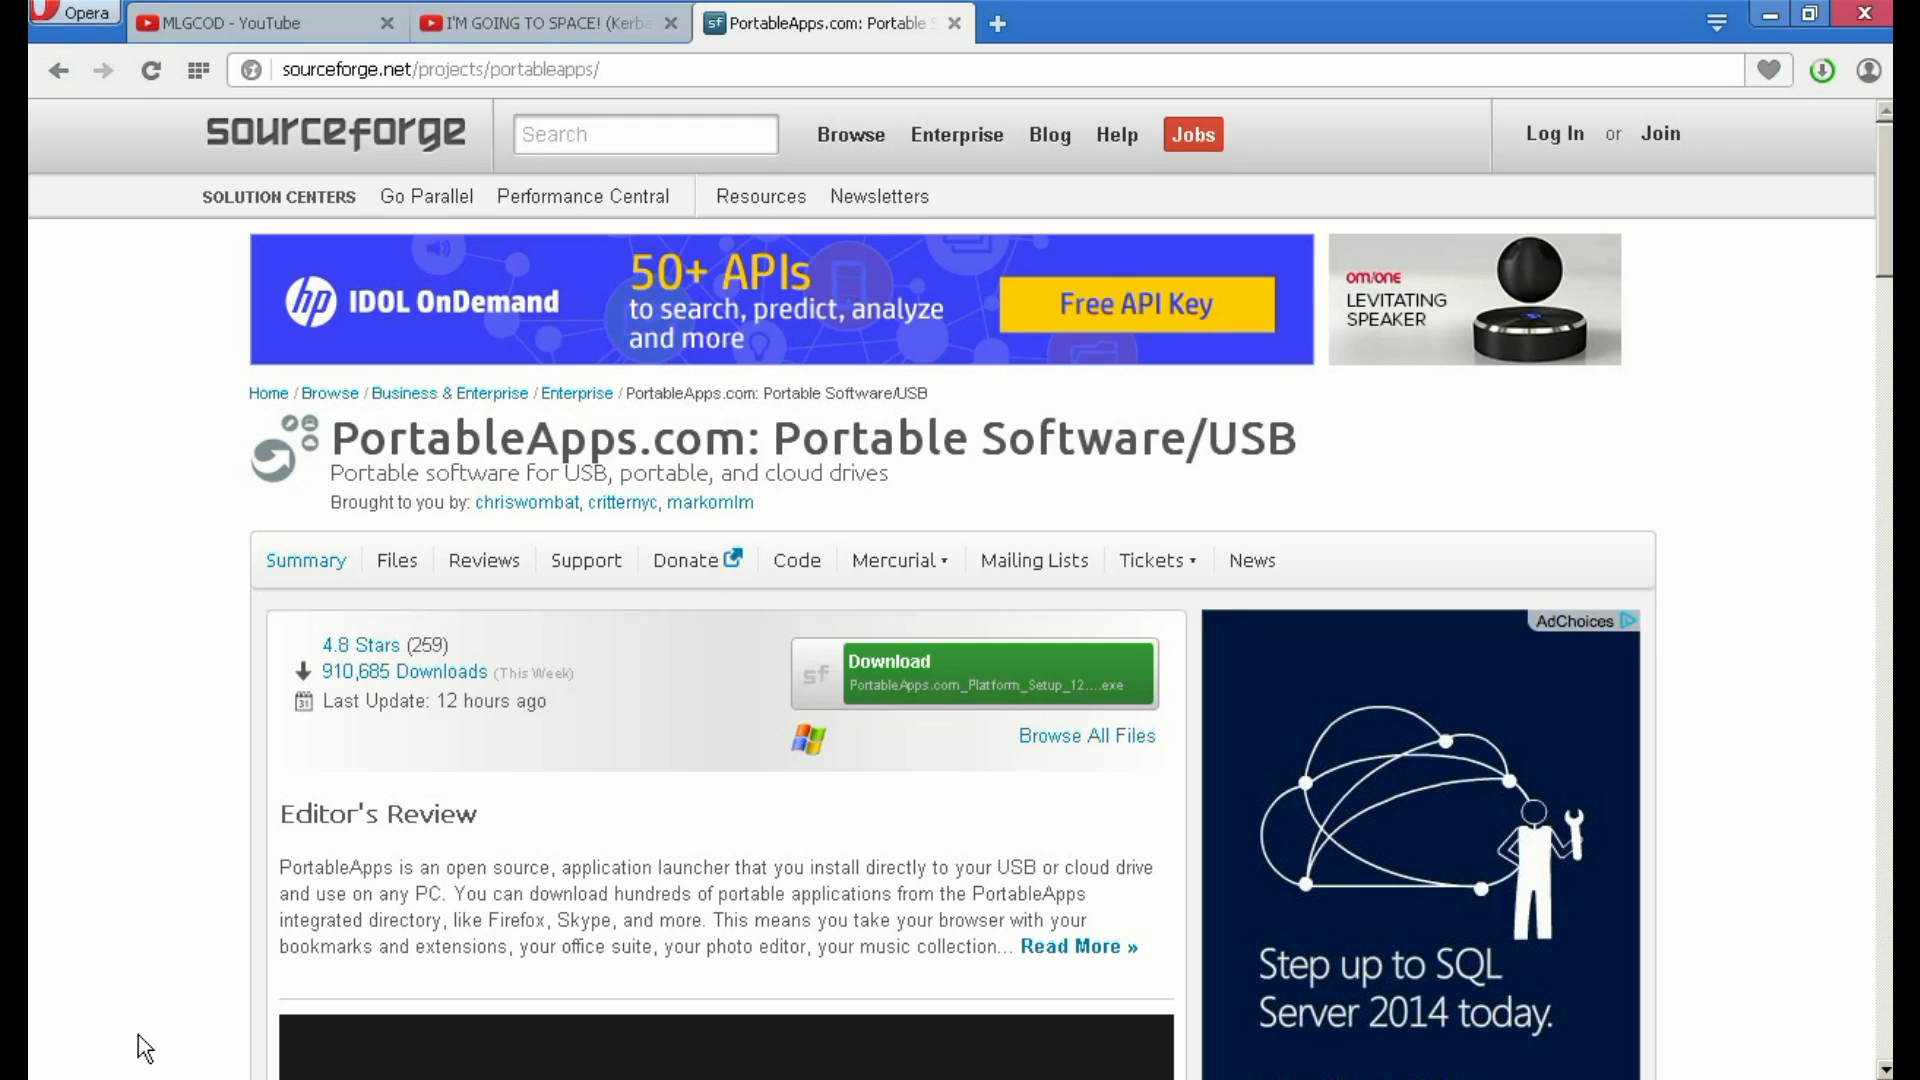 Opera
MLGCOD - YouTube
I'M GOING TO SPACE! (Kerba
PortableApps.com: Portable S
sourceforge.net/projects/portableapps/
sourceforge
Search
Browse
Enterprise
Blog
Help
Jobs
Log In or Join
SOLUTION CENTERS
Go Parallel
Performance Central
Resources
Newsletters
hp IDOL OnDemand
50+ APIs
to search, predict, analyze
and more
Free API Key
om/one
LEVITATING
SPEAKER
Home / Browse / Business & Enterprise / Enterprise / PortableApps.com: Portable Software/USB
PortableApps.com: Portable Software/USB
Portable software for USB, portable, and cloud drives
Brought to you by: chriswombat, critternyc, markomlm
Summary
Files
Reviews
Support
Donate
Code
Mercurial
Mailing Lists
Tickets
News
4.8 Stars (259)
910,685 Downloads (This Week)
31 Last Update: 12 hours ago
sf
Download
PortableApps.com_Platform_Setup_12....exe
Browse All Files
AdChoices
Editor's Review
PortableApps is an open source, application launcher that you install directly to your USB or cloud drive
and use on any PC. You can download hundreds of portable applications from the PortableApps
integrated directory, like Firefox, Skype, and more. This means you take your browser with your
bookmarks and extensions, your office suite, your photo editor, your music collection... Read More »
Step up to SQL
Server 2014 today.